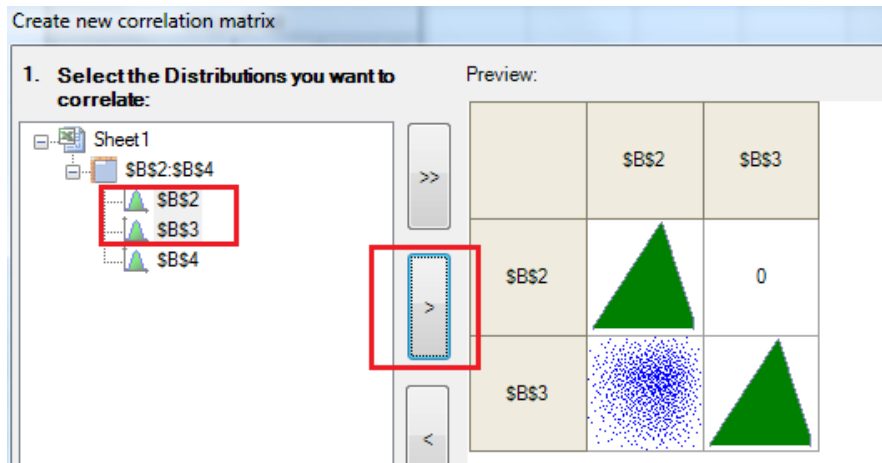 Create new correlation matrix
1. Select the Distributions you want to
correlate:
Preview:
Sheet1
$B$2:$B$4
$B$2
$B$3
$B$4
>>
>
<
$B$2 $B$3
$B$2 0
$B$3